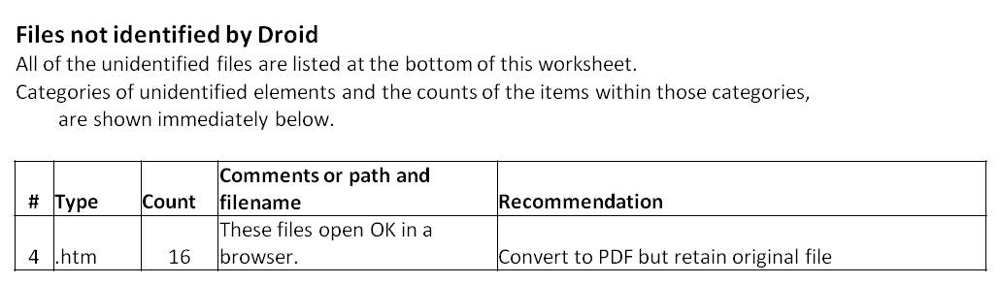 Files not identified by Droid
All of the unidentified files are listed at the bottom of this worksheet.
Categories of unidentified elements and the counts of the items within those categories,
are shown immediately below.
# Type Count Comments or path and filename Recommendation
4 .htm 16 These files open OK in a browser. Convert to PDF but retain original file